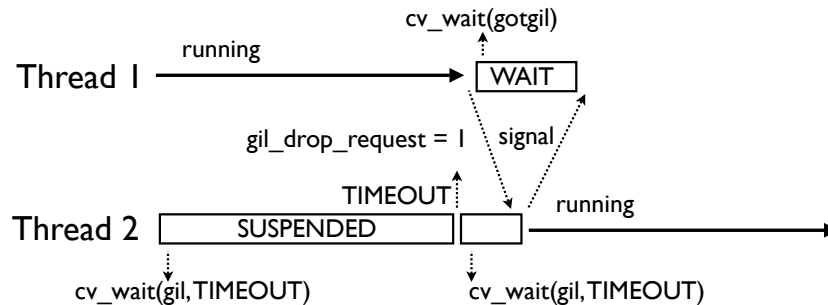 cv_wait(gotgil)
running
Thread 1
WAIT
gil_drop_request = 1
signal
TIMEOUT
running
Thread 2
SUSPENDED
cv_wait(gil,TIMEOUT)
cv_wait(gil,TIMEOUT)